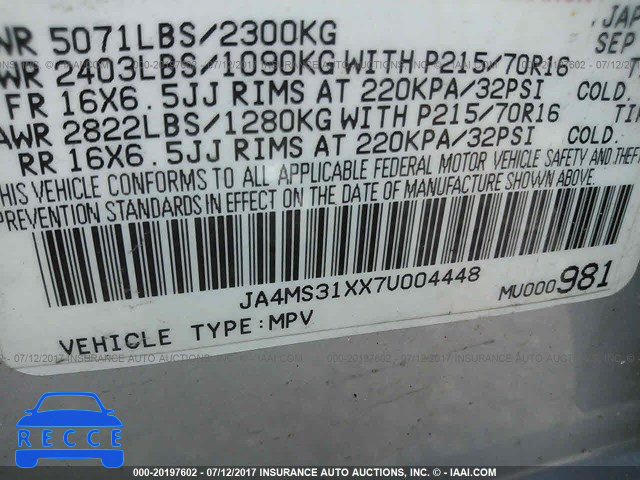 JAP
WR 5071LBS/2300KG
SEP
WR 2403LBS/1090KG WITH P215/70R16
FR 16X6.5JJ RIMS AT 220KPA/32PSI COLD.
AWR 2822LBS/1280KG WITH P215/70R16 TIR
RR 16X6.5JJ RIMS AT 220KPA/32PSI COLD.
THIS VEHICLE CONFORMS TO ALL APPLICABLE FEDERAL MOTOR VEHICLE SAFETY AND THEFT
PREVENTION STANDARDS IN EFFECT ON THE DATE OF MANUFACTURE SHOWN ABOVE.
JA4MS31XX7U004448
MU000981
VEHICLE TYPE:MPV
000-20197602 - 07/12/2017 INSURANCE AUTO AUCTIONS, INC. - © IAAI.COM
RECCE